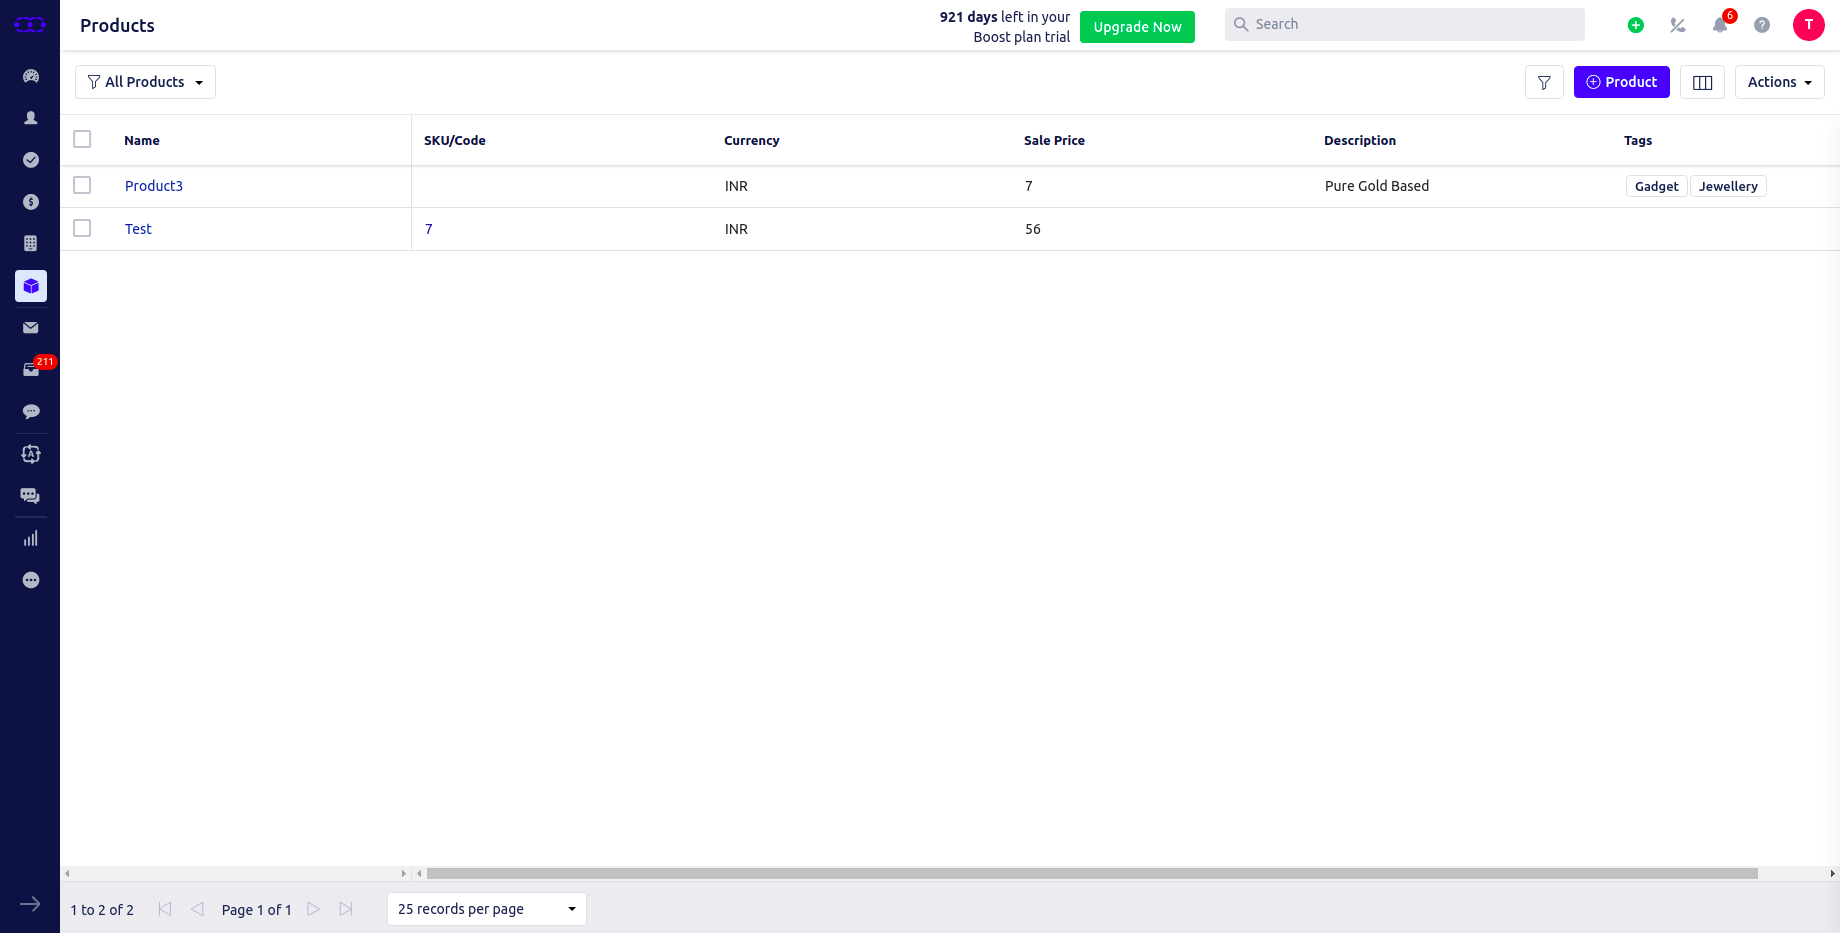 Products
921 days left in your
Boost plan trial
Upgrade Now
Search
6
T
All Products
Product
Actions
Name SKU/Code Currency Sale Price Description Tags
Product3 INR 7 Pure Gold Based Gadget Jewellery
Test 7 INR 56
211
1 to 2 of 2
Page 1 of 1
25 records per page